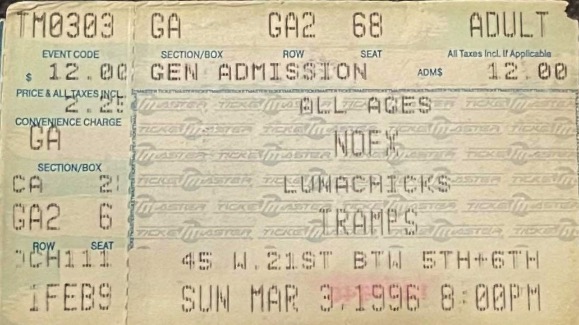 TM0303 GA GA2 68 ADULT
EVENT CODE SECTION/BOX ROW SEAT All Taxes Incl. If Applicable
$ 12.00 GEN ADMISSION ADM$ 12.00
PRICE & ALL TAXES INCL.
2.25 ALL AGES
CONVENIENCE CHARGE
GA NOFX
SECTION/BOX
CA LUNACHICKS
GA2 6 TRAMPS
ROW SEAT
CH111 45 W.21ST BTW 5TH+6TH
1FEB9 SUN MAR 3,1996 8:00PM